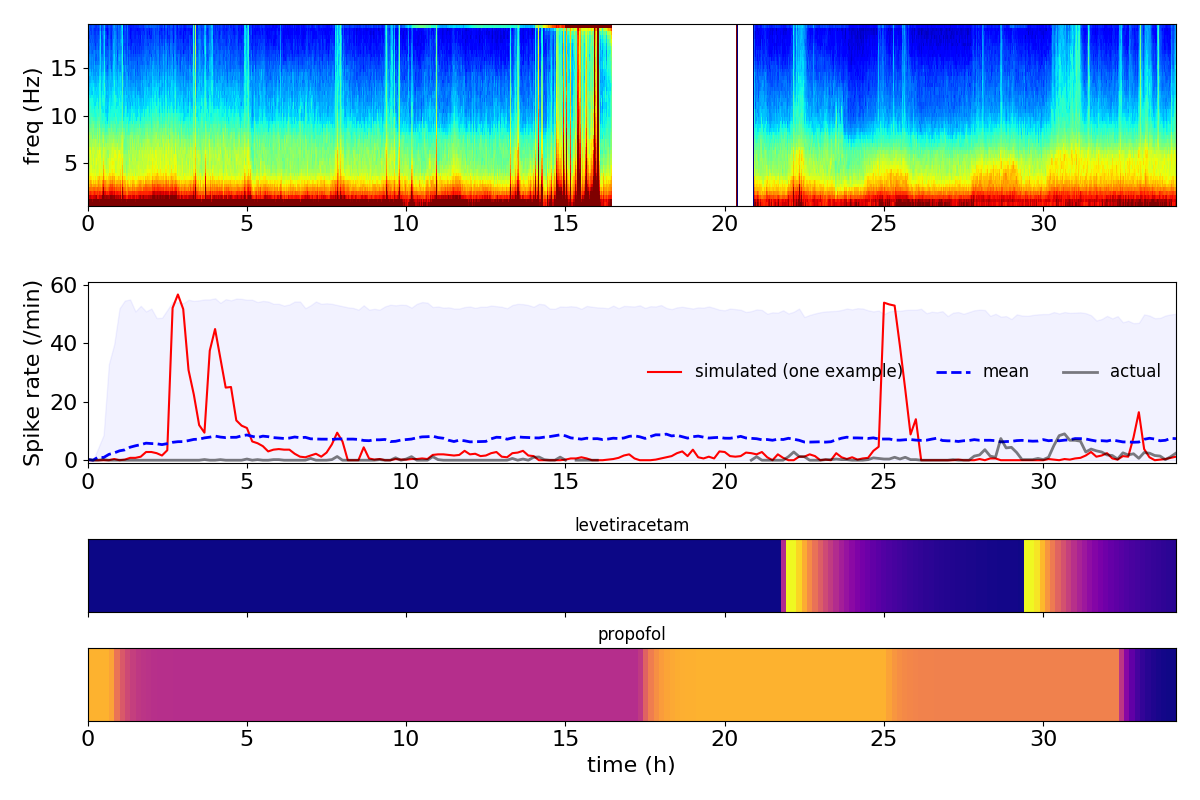 freq (Hz)
15
10
5
0 5 10 15 20 25 30
Spike rate (/min)
60
40
20
0
simulated (one example) mean actual
0 5 10 15 20 25 30
levetiracetam
propofol
0 5 10 15 20 25 30
time (h)